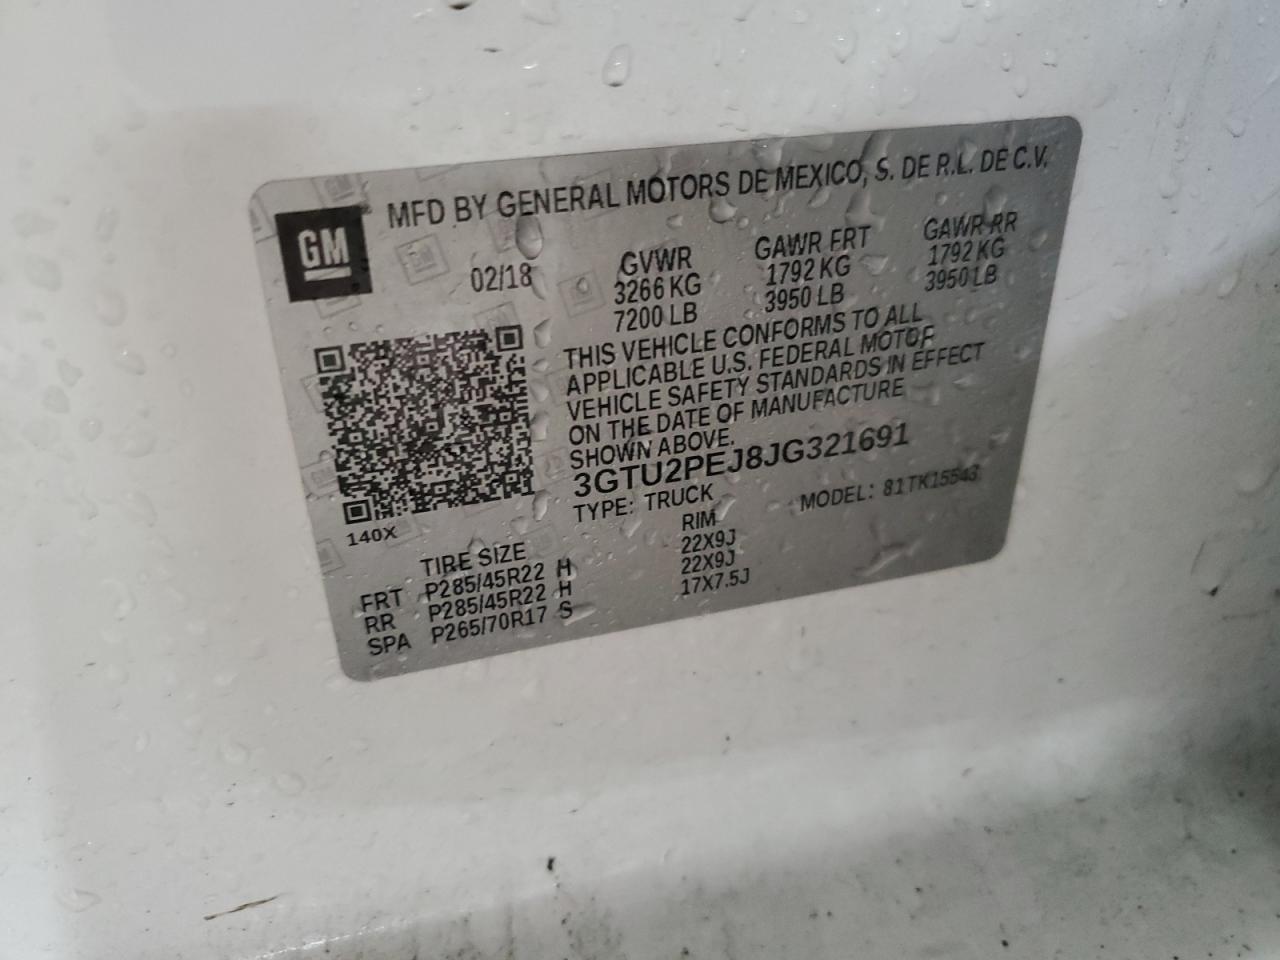 GM
MFD BY GENERAL MOTORS DE MEXICO, S. DE R.L. DE C.V.
02/18
GVWR GAWR FRT GAWR RR
3266 KG 1792 KG 1792 KG
7200 LB 3950 LB 3950 LB
THIS VEHICLE CONFORMS TO ALL
APPLICABLE U.S. FEDERAL MOTOR
VEHICLE SAFETY STANDARDS IN EFFECT
ON THE DATE OF MANUFACTURE
SHOWN ABOVE.
3GTU2PEJ8JG321691
TYPE: TRUCK MODEL: 81TK15543
140X
TIRE SIZE RIM
FRT P285/45R22 H 22X9J
RR P285/45R22 H 22X9J
SPA P265/70R17 S 17X7.5J